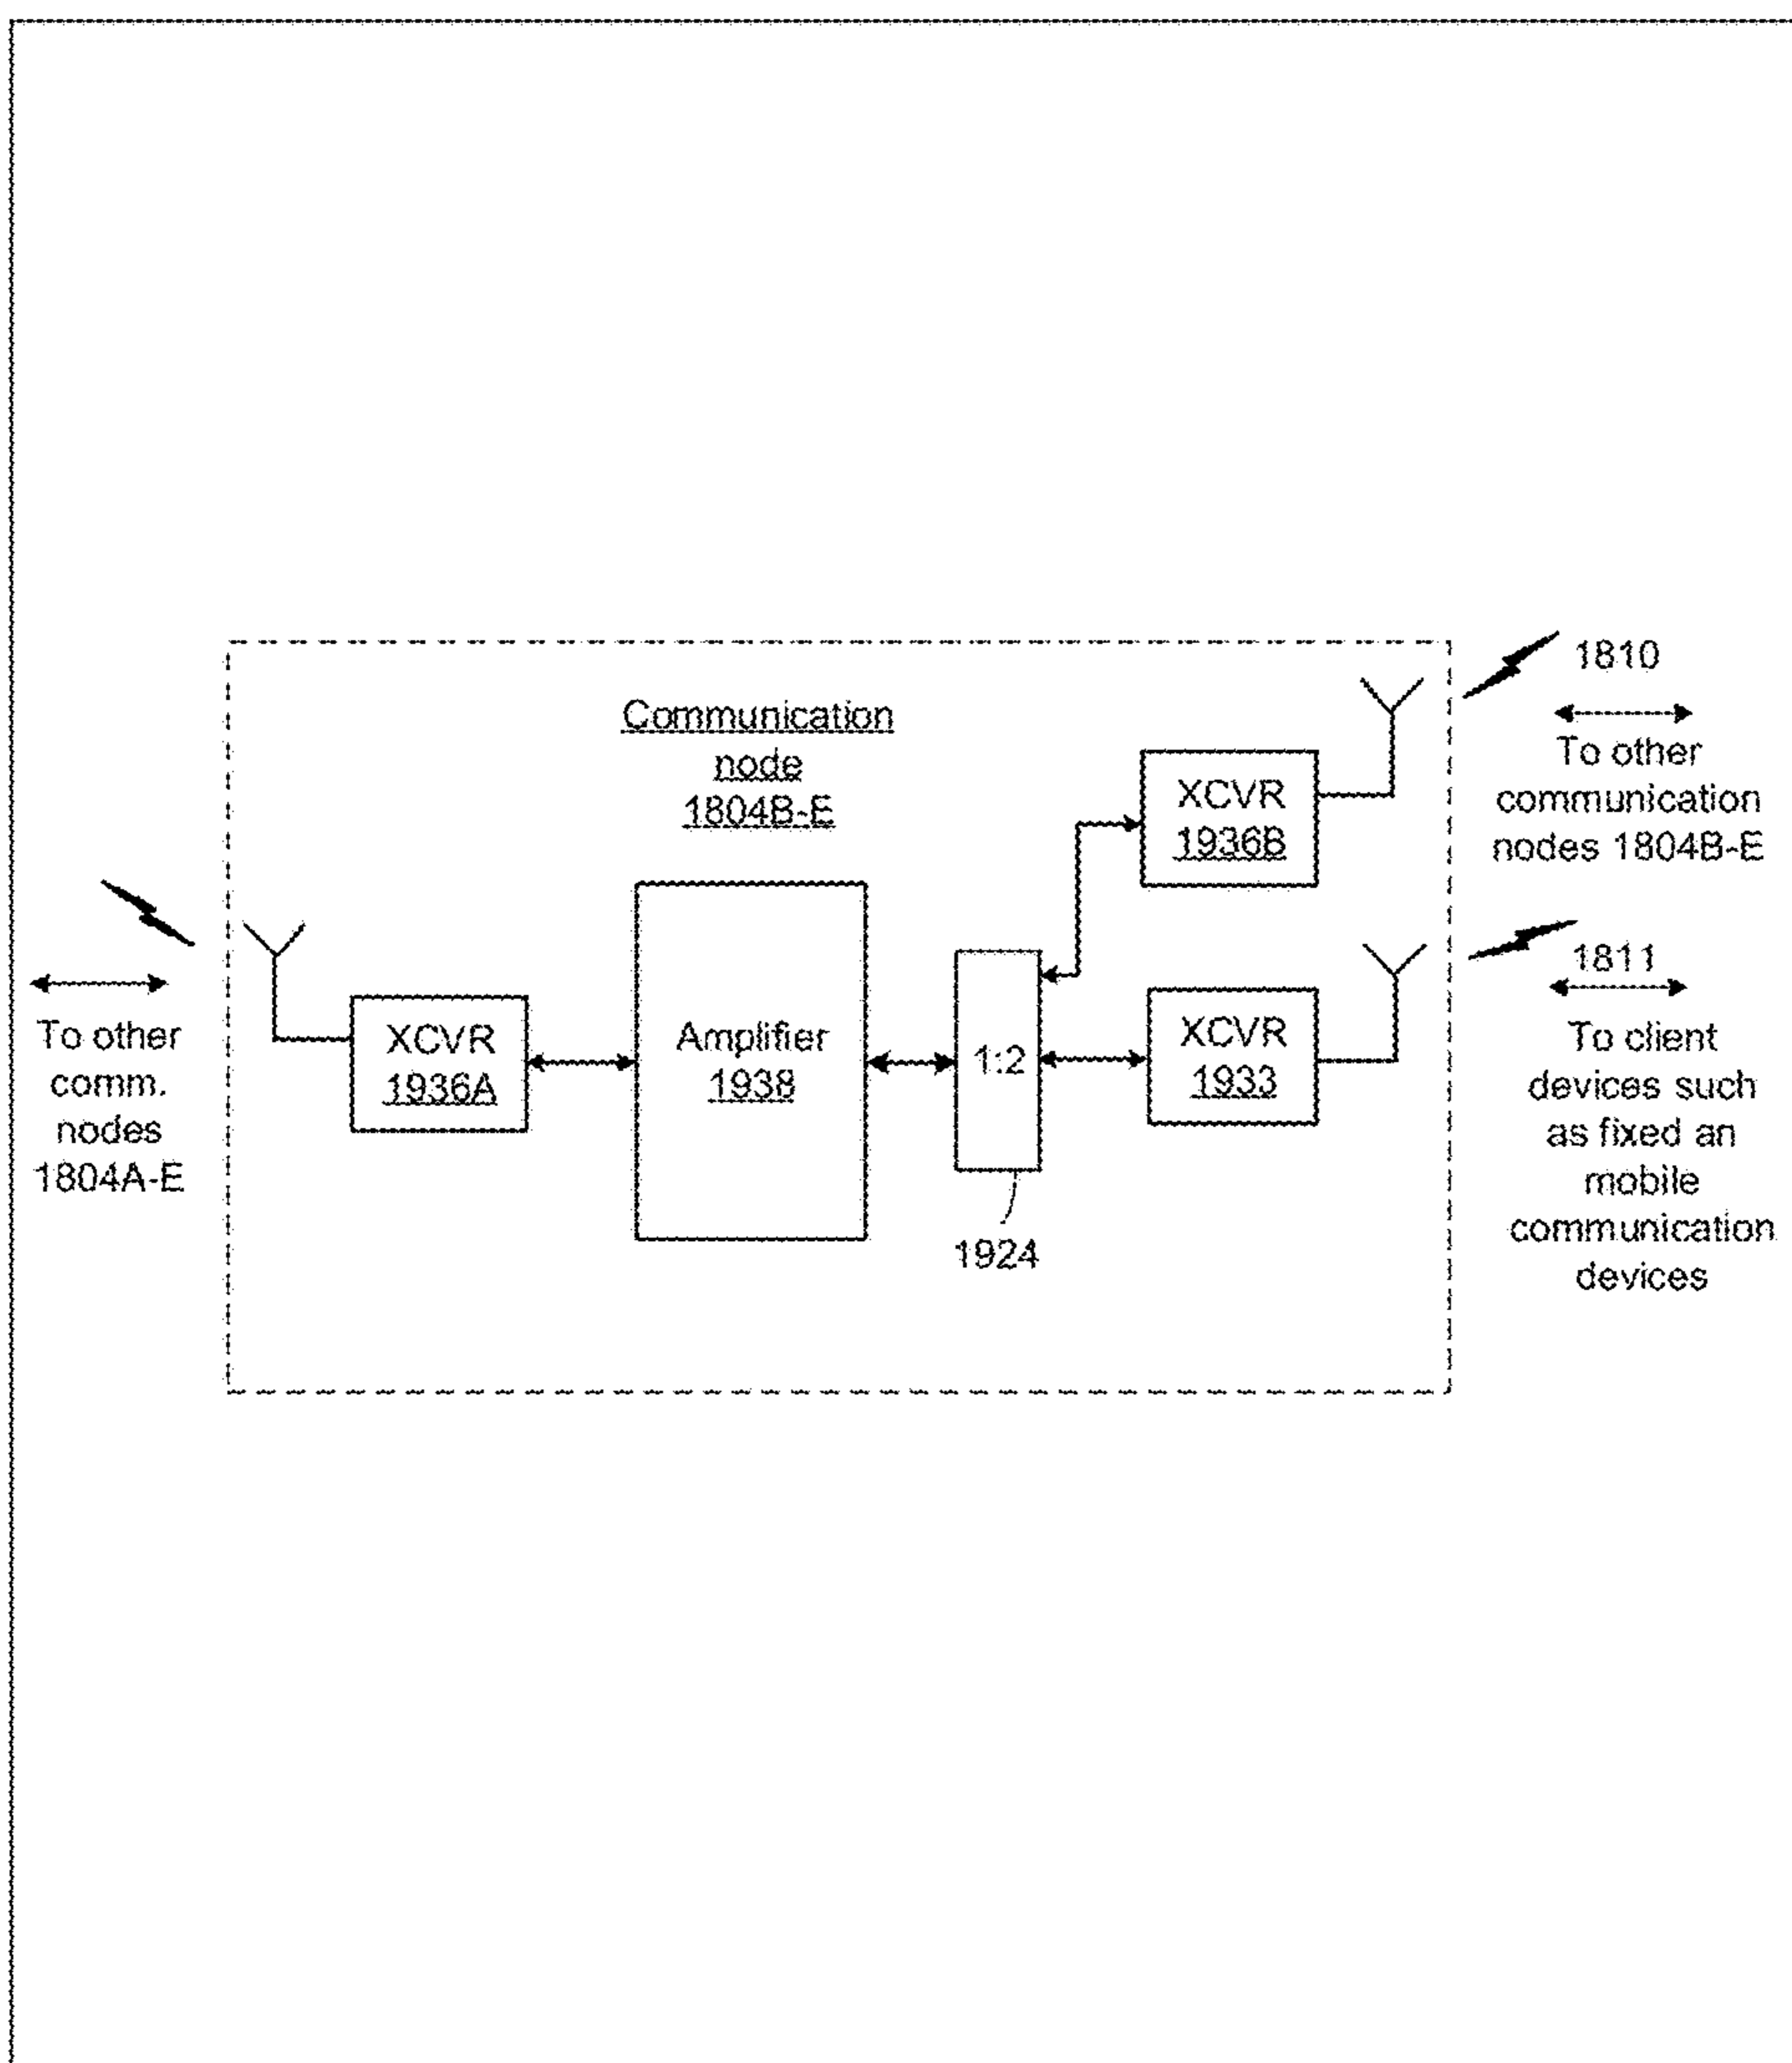 Communication
node
1804B-E
To other
comm.
nodes
1804A-E
XCVR
1936A
Amplifier
1938
1:2
1924
XCVR
1936B
XCVR
1933
1810
To other
communication
nodes 1804B-E
1811
To client
devices such
as fixed an
mobile
communication
devices